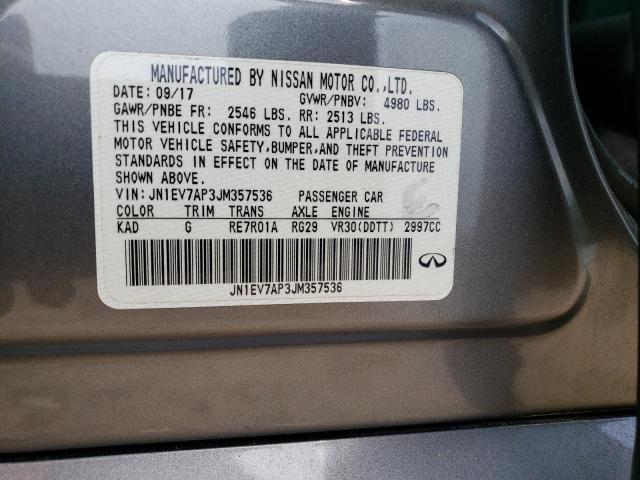 MANUFACTURED BY NISSAN MOTOR CO.,LTD.
DATE: 09/17 GVWR/PNBV: 4980 LBS.
GAWR/PNBE FR: 2546 LBS. RR: 2513 LBS.
THIS VEHICLE CONFORMS TO ALL APPLICABLE FEDERAL
MOTOR VEHICLE SAFETY,BUMPER,AND THEFT PREVENTION
STANDARDS IN EFFECT ON THE DATE OF MANUFACTURE
SHOWN ABOVE.
VIN:JN1EV7AP3JM357536 PASSENGER CAR
COLOR TRIM TRANS AXLE ENGINE
KAD G RE7R01A RG29 VR30(DDTT) 2997CC
JN1EV7AP3JM357536